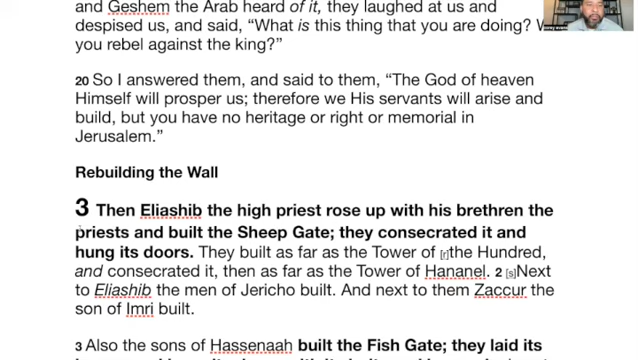 and Geshem the Arab heard of it, they laughed at us and
despised us, and said, “What is this thing that you are doing?
you rebel against the king?”
20 So I answered them, and said to them, “The God of heaven
Himself will prosper us; therefore we His servants will arise and
build, but you have no heritage or right or memorial in
Jerusalem.”
Rebuilding the Wall
3 Then Eliashib the high priest rose up with his brethren the
priests and built the Sheep Gate; they consecrated it and
hung its doors. They built as far as the Tower of [r]the Hundred,
and consecrated it, then as far as the Tower of Hananel. 2 [s]Next
to Eliashib the men of Jericho built. And next to them Zaccur the
son of Imri built.
3 Also the sons of Hassenaah built the Fish Gate; they laid its